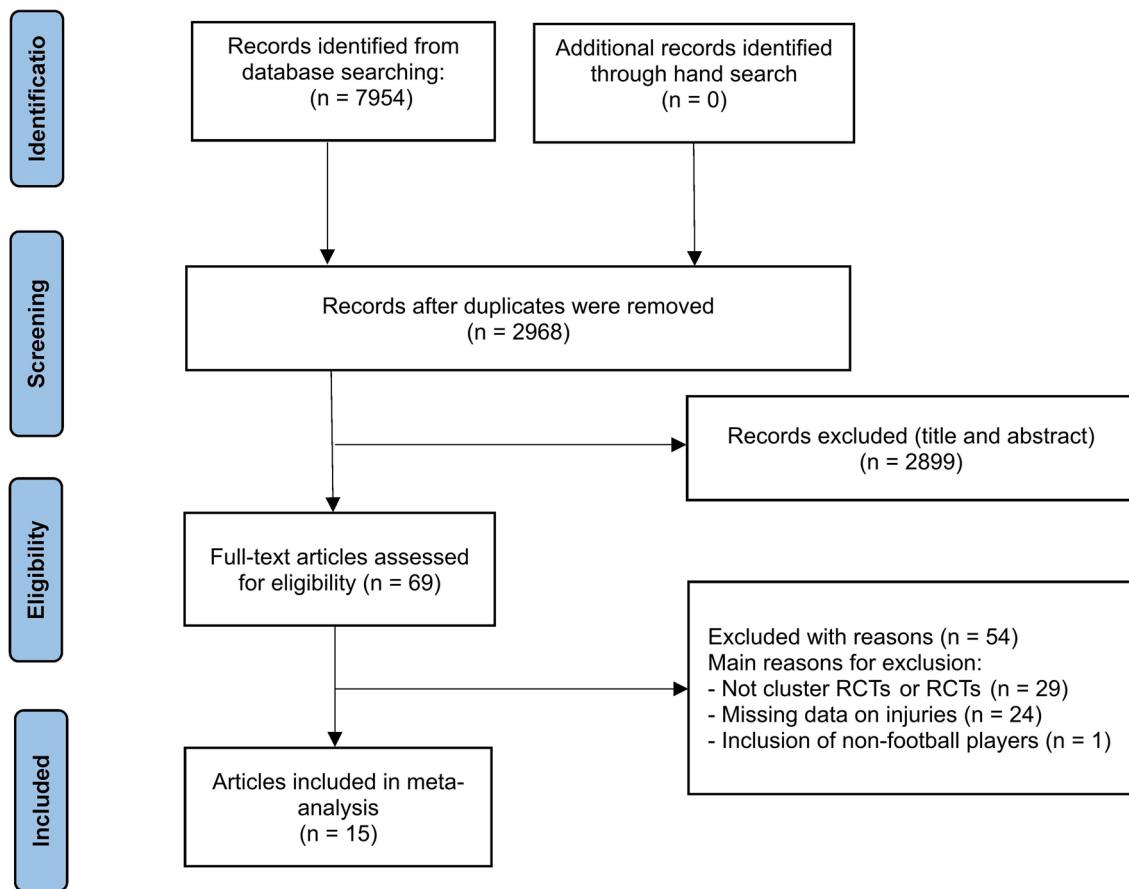 Identificatio
Records identified from
database searching:
(n = 7954)
Additional records identified
through hand search
(n = 0)
Screening
Records after duplicates were removed
(n = 2968)
Records excluded (title and abstract)
(n = 2899)
Eligibility
Full-text articles assessed
for eligibility (n = 69)
Excluded with reasons (n = 54)
Main reasons for exclusion:
- Not cluster RCTs or RCTs (n = 29)
- Missing data on injuries (n = 24)
- Inclusion of non-football players (n = 1)
Included
Articles included in meta-
analysis
(n = 15)